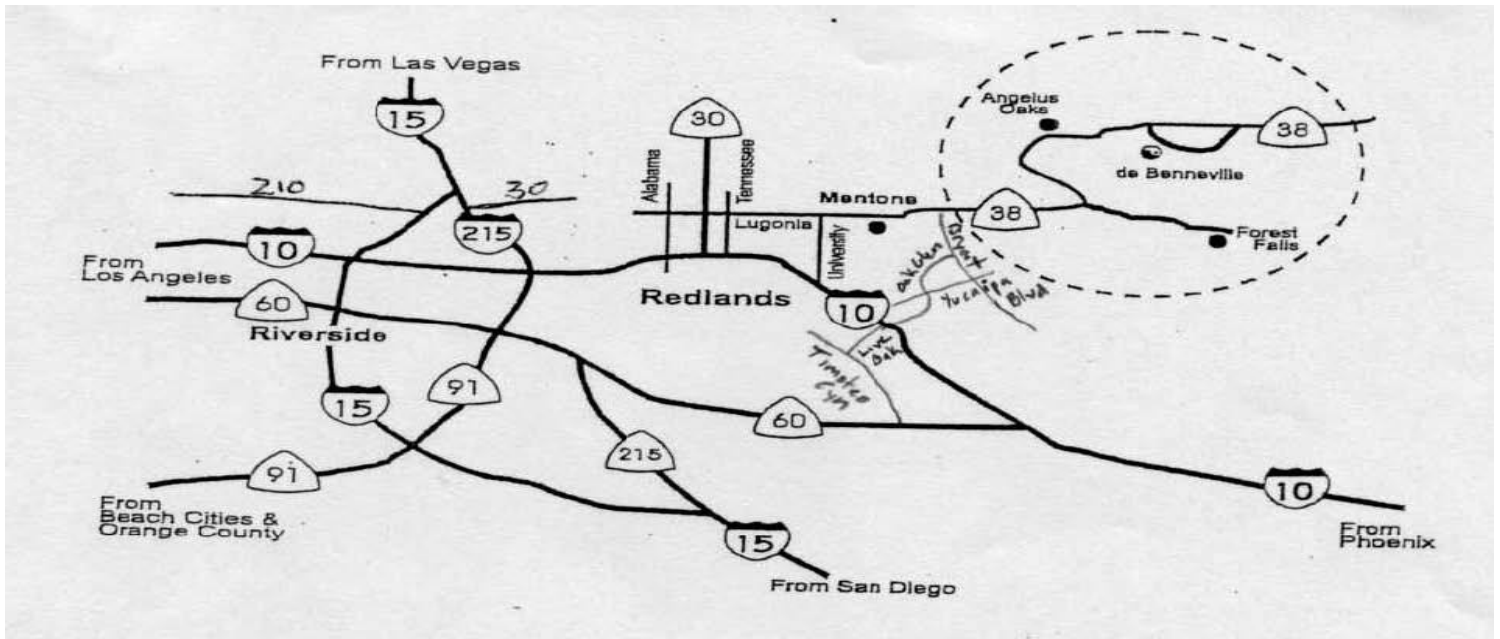 From Las Vegas
15
210
30
215
10
From
Los Angeles
60
Riverside
15
91
91
From
Beach Cities &
Orange County
30
Alabama
Tennessee
Lugonia
University
Mentone
Redlands
10
38
Angelus
Oaks
38
de Benneville
Forest
Falls
Oak Glen
Bryant
Yucaipa
Blvd
Live
Oak
Timoteo
Cyn
60
215
15
From San Diego
10
From
Phoenix